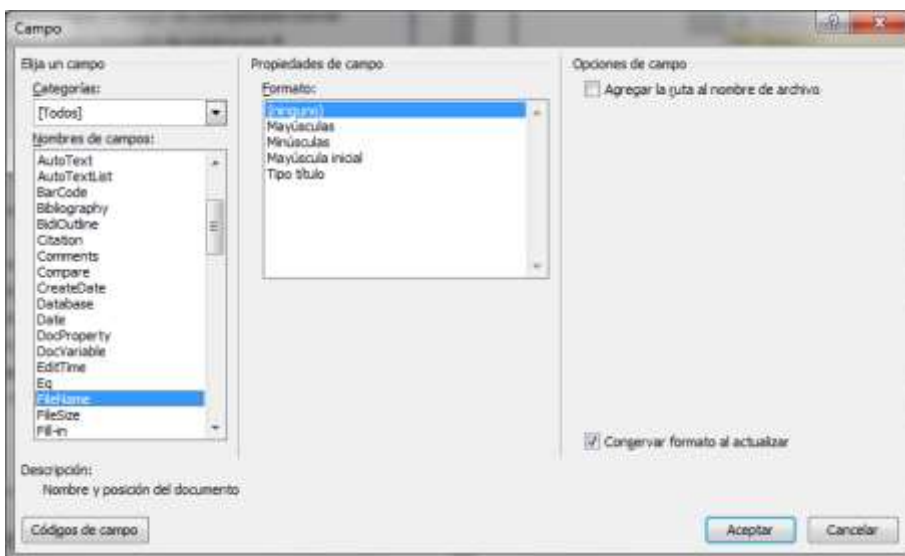 Campo
Elija un campo
Categorías:
[Todos]
Nombres de campos:
AutoText
AutoTextList
BarCode
Bibliography
BidiOutline
Citation
Comments
Compare
CreateDate
Database
Date
DocProperty
DocVariable
EditTime
Eq
FileName
FileSize
Fill-in
Propiedades de campo
Formato:
(ninguno)
Mayúsculas
Minúsculas
Mayúscula inicial
Tipo título
Opciones de campo
Agregar la ruta al nombre de archivo
Conservar formato al actualizar
Descripción:
Nombre y posición del documento
Códigos de campo
Aceptar
Cancelar